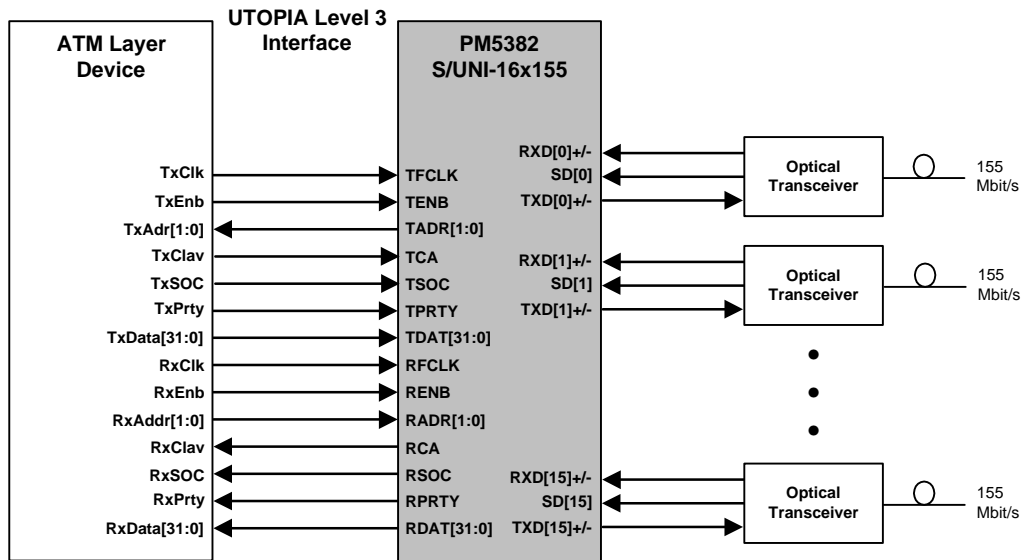 UTOPIA Level 3
Interface
ATM Layer
Device
PM5382
S/UNI-16x155
TxClk
TxEnb
TxAdr[1:0]
TxClav
TxSOC
TxPrty
TxData[31:0]
RxClk
RxEnb
RxAddr[1:0]
RxClav
RxSOC
RxPrty
RxData[31:0]
TFCLK
TENB
TADR[1:0]
TCA
TSOC
TPRTY
TDAT[31:0]
RFCLK
RENB
RADR[1:0]
RCA
RSOC
RPRTY
RDAT[31:0]
RXD[0]+/-
SD[0]
TXD[0]+/-
Optical
Transceiver
155
Mbit/s
RXD[1]+/-
SD[1]
TXD[1]+/-
Optical
Transceiver
155
Mbit/s
RXD[15]+/-
SD[15]
TXD[15]+/-
Optical
Transceiver
155
Mbit/s